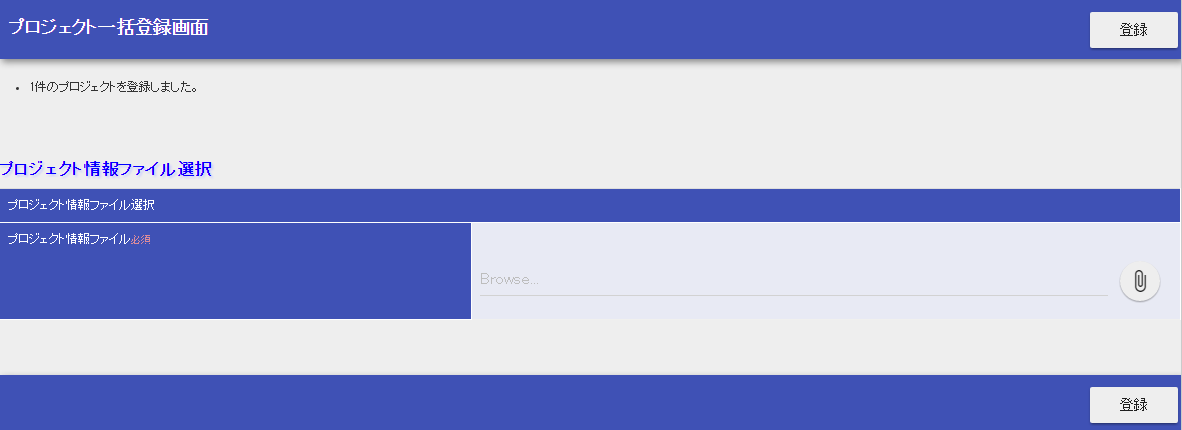 プロジェクト一括登録画面
登録
1件のプロジェクトを登録しました。
プロジェクト情報ファイル選択
プロジェクト情報ファイル選択
プロジェクト情報ファイル必須
Browse...
登録